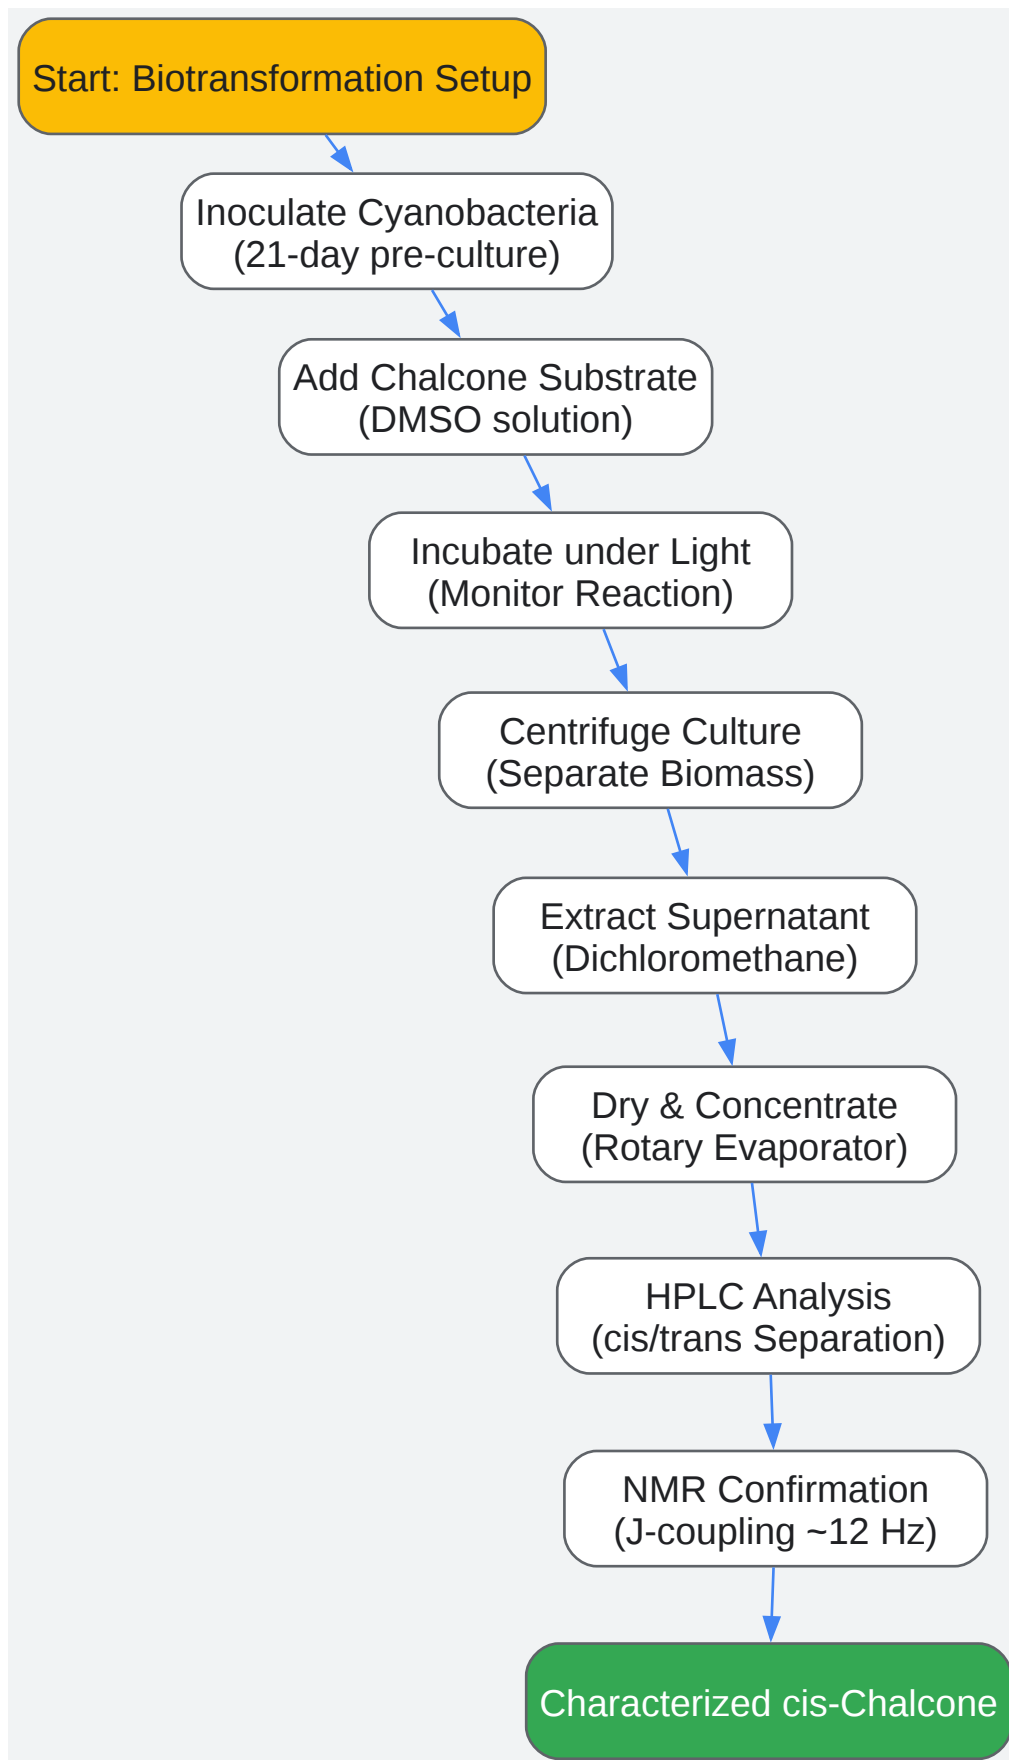 Start: Biotransformation Setup
Inoculate Cyanobacteria
(21-day pre-culture)
Add Chalcone Substrate
(DMSO solution)
Incubate under Light
(Monitor Reaction)
Centrifuge Culture
(Separate Biomass)
Extract Supernatant
(Dichloromethane)
Dry & Concentrate
(Rotary Evaporator)
HPLC Analysis
(cis/trans Separation)
NMR Confirmation
(J-coupling ~12 Hz)
Characterized cis-Chalcone